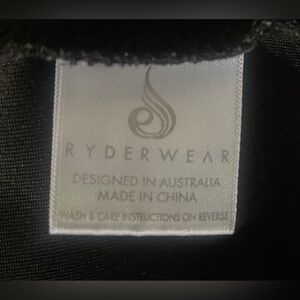 RYDERWEAR
DESIGNED IN AUSTRALIA
MADE IN CHINA
WASH & CARE INSTRUCTIONS ON REVERSE